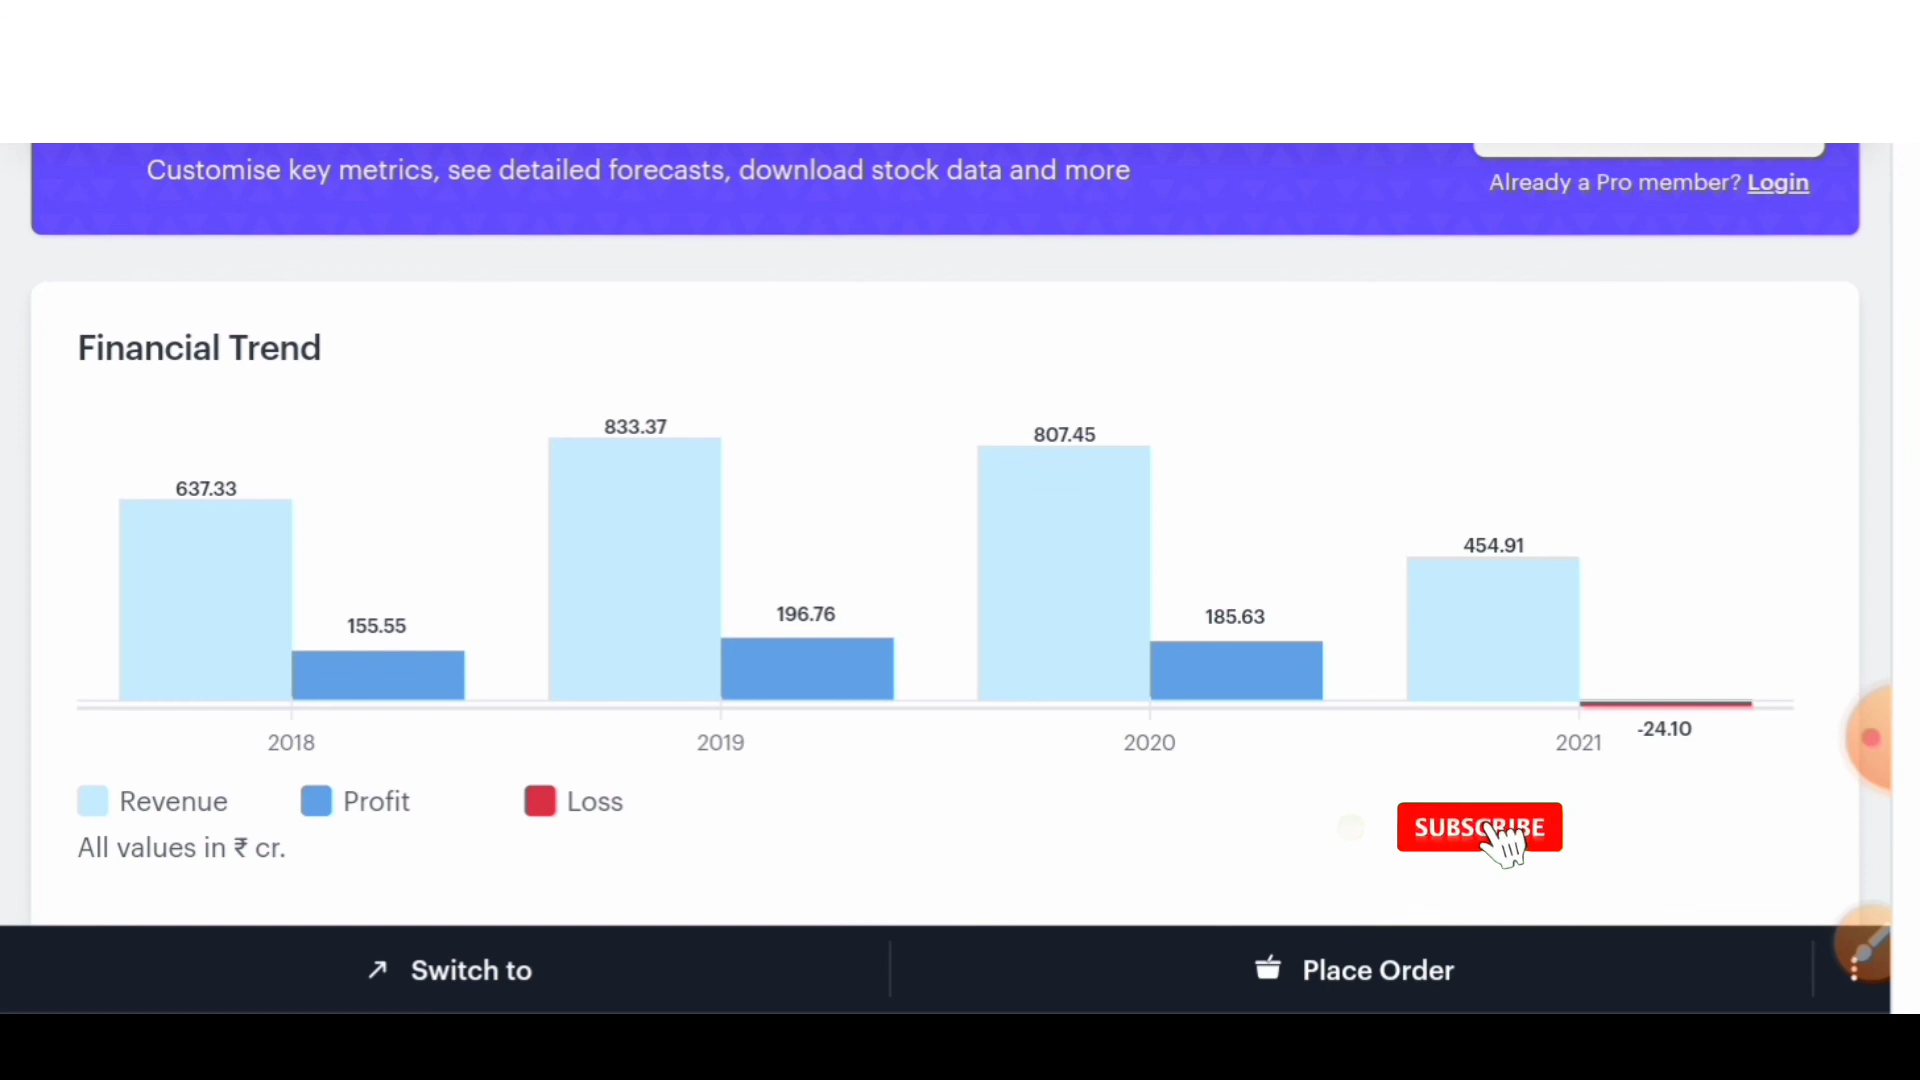 Customise key metrics, see detailed forecasts, download stock data and more
Already a Pro member? Login
Financial Trend
833.37
807.45
637.33
454.91
196.76
185.63
155.55
-24.10
2018
2019
2020
2021
Revenue
Profit
Loss
All values in ₹ cr.
SUBSCRIBE
Switch to
Place Order